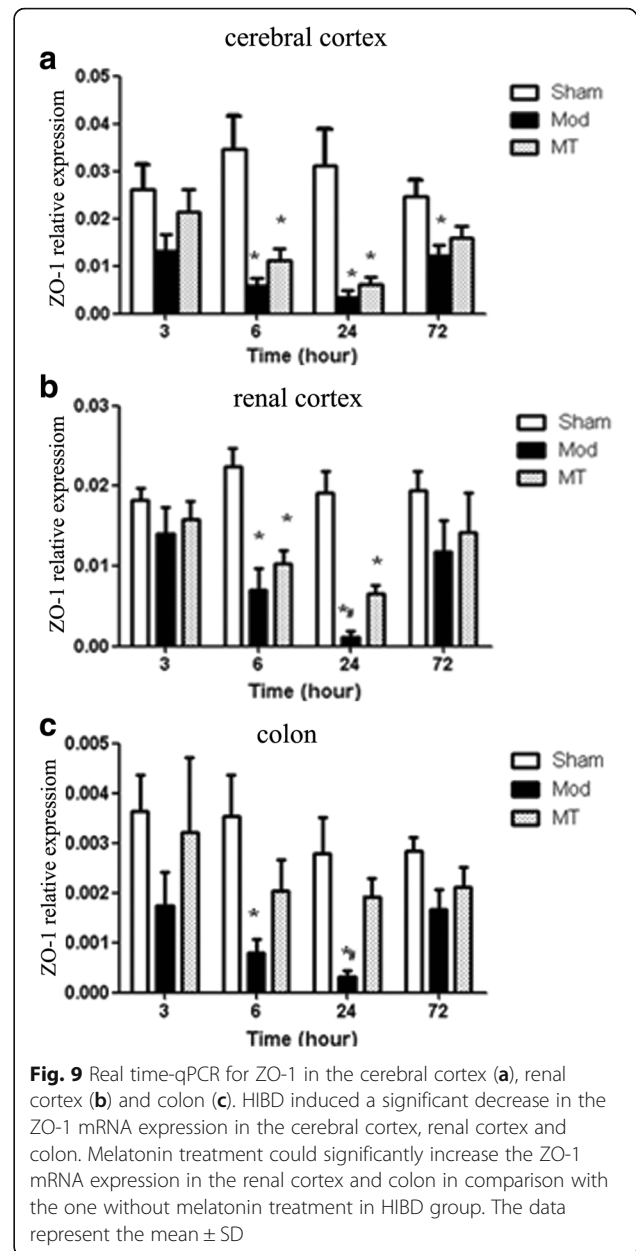 cerebral cortex
a
0.05
0.04
0.03
0.02
0.01
0.00
ZO-1 relative expressiom
Sham
Mod
MT
* * * * *
3 6 24 72
Time (hour)
b
renal cortex
0.03
0.02
0.01
0.00
ZO-1 relative expressiom
Sham
Mod
MT
* * *# *
3 6 24 72
Time (hour)
c
colon
0.005
0.004
0.003
0.002
0.001
0.000
ZO-1 relative expressiom
Sham
Mod
MT
* *#
3 6 24 72
Time (hour)
Fig. 9 Real time-qPCR for ZO-1 in the cerebral cortex (a), renal
cortex (b) and colon (c). HIBD induced a significant decrease in the
ZO-1 mRNA expression in the cerebral cortex, renal cortex and
colon. Melatonin treatment could significantly increase the ZO-1
mRNA expression in the renal cortex and colon in comparison with
the one without melatonin treatment in HIBD group. The data
represent the mean ± SD